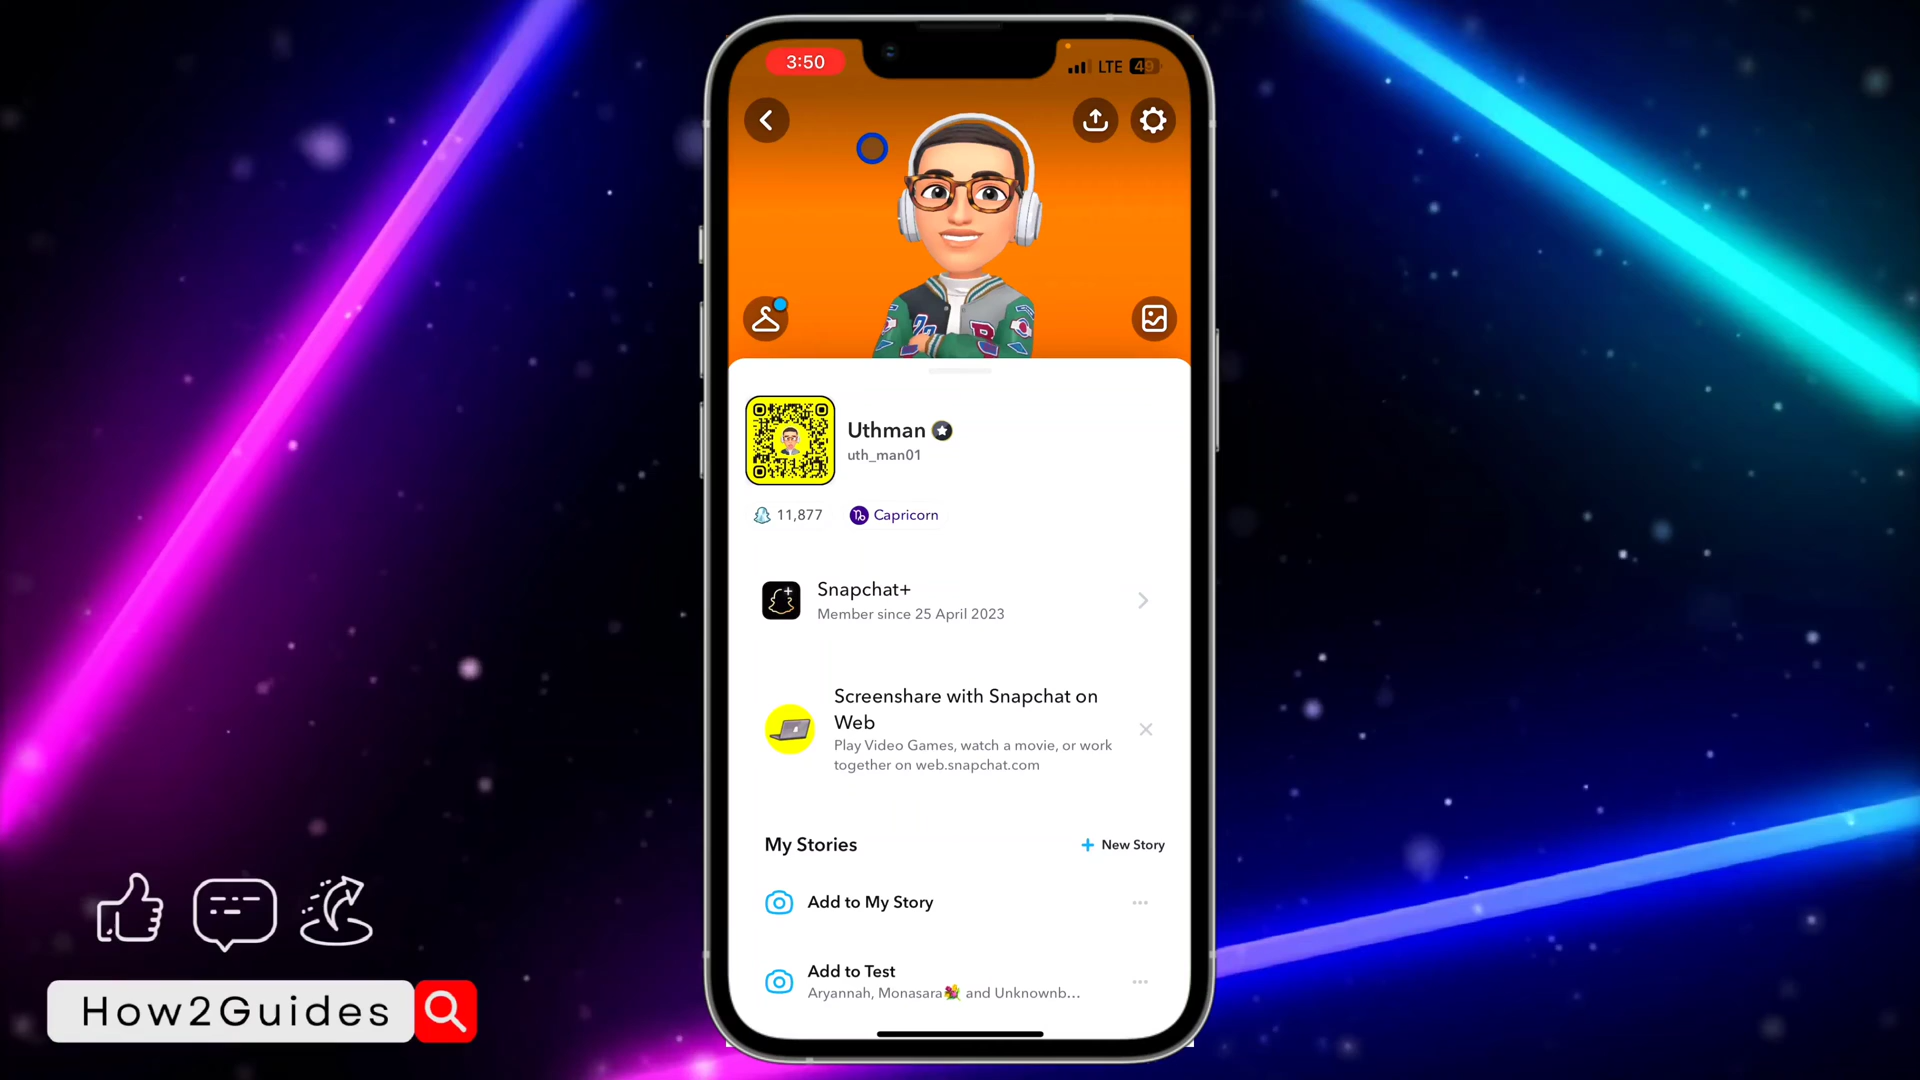 3:50
LTE 49
Uthman
uth_man01
11,877
Capricorn
Snapchat+
Member since 25 April 2023
Screenshare with Snapchat on
Web
Play Video Games, watch a movie, or work
together on web.snapchat.com
My Stories
+ New Story
Add to My Story
Add to Test
Aryannah, Monasara💐 and Unknownb...
How2Guides